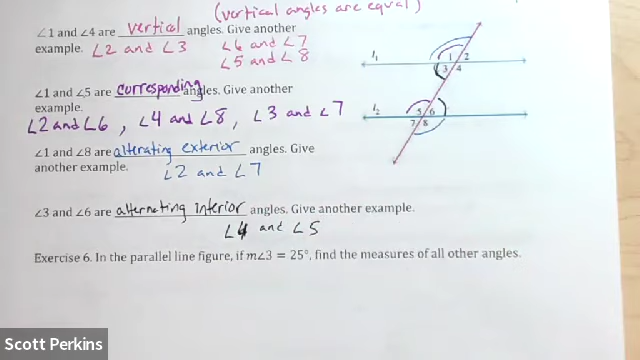 (vertical angles are equal)
∠1 and ∠4 are vertical angles. Give another
example. ∠2 and ∠3 ∠6 and ∠7
∠5 and ∠8
∠1 and ∠5 are corresponding angles. Give another
example.
∠2 and ∠6 , ∠4 and ∠8 , ∠3 and ∠7
∠1 and ∠8 are alterating exterior angles. Give
another example. ∠2 and ∠7
∠3 and ∠6 are alternating interior angles. Give another example.
∠4 and ∠5
Exercise 6. In the parallel line figure, if m∠3 = 25°, find the measures of all other angles.
l₁
1 2
3 4
l₂
5 6
7 8
Scott Perkins